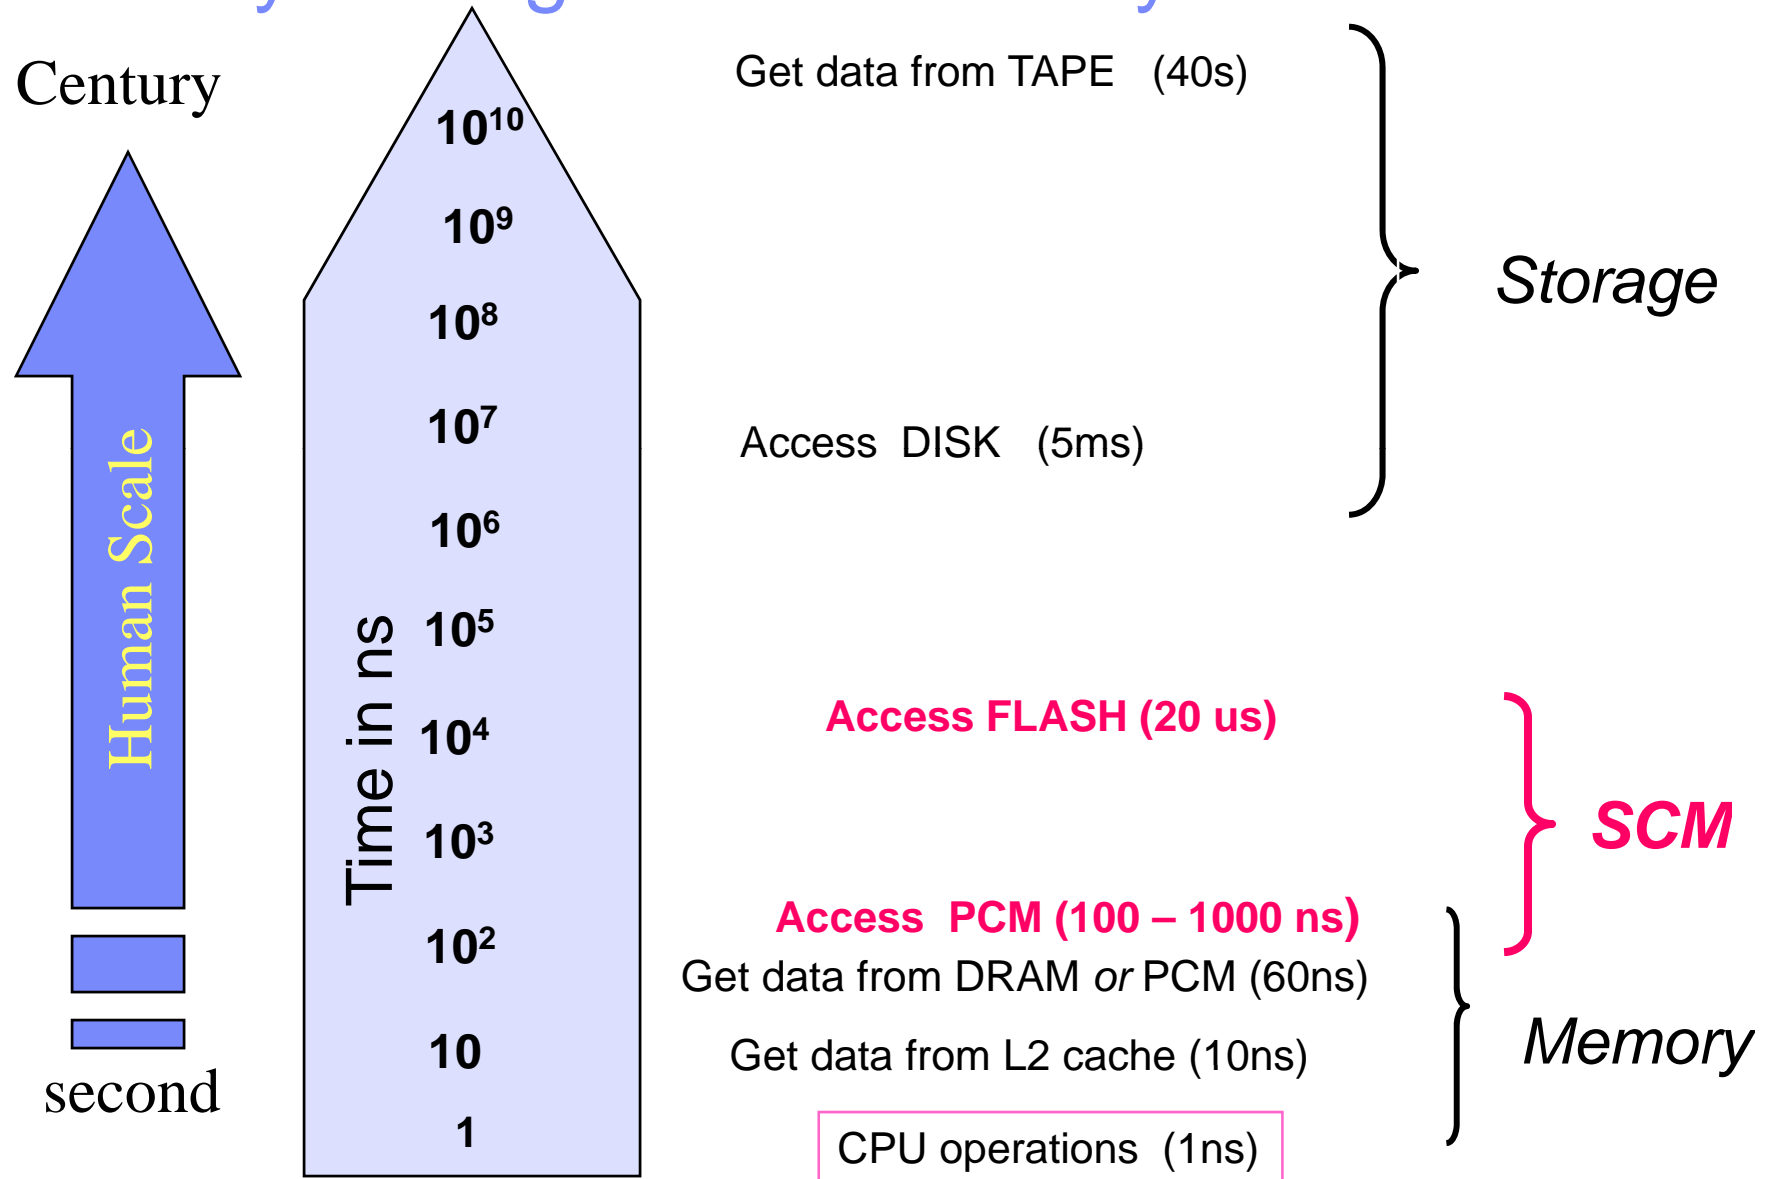 Century
Human Scale
second
Time in ns
10¹⁰
10⁹
10⁸
10⁷
10⁶
10⁵
10⁴
10³
10²
10
1
Get data from TAPE (40s)
Access DISK (5ms)
Access FLASH (20 us)
Access PCM (100 – 1000 ns)
Get data from DRAM or PCM (60ns)
Get data from L2 cache (10ns)
CPU operations (1ns)
Storage
SCM
Memory